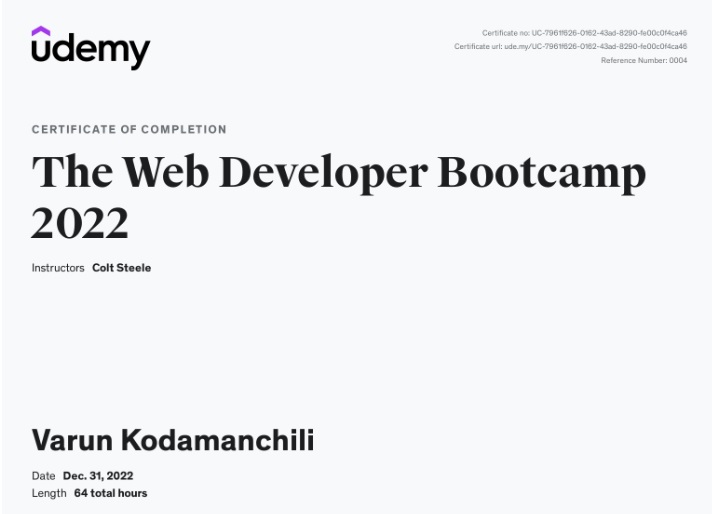 udemy
Certificate no: UC-7961f626-0162-43ad-8290-fe00c0f4ca46
Certificate url: ude.my/UC-7961f626-0162-43ad-8290-fe00c0f4ca46
Reference Number: 0004
CERTIFICATE OF COMPLETION
The Web Developer Bootcamp
2022
Instructors Colt Steele
Varun Kodamanchili
Date Dec. 31, 2022
Length 64 total hours